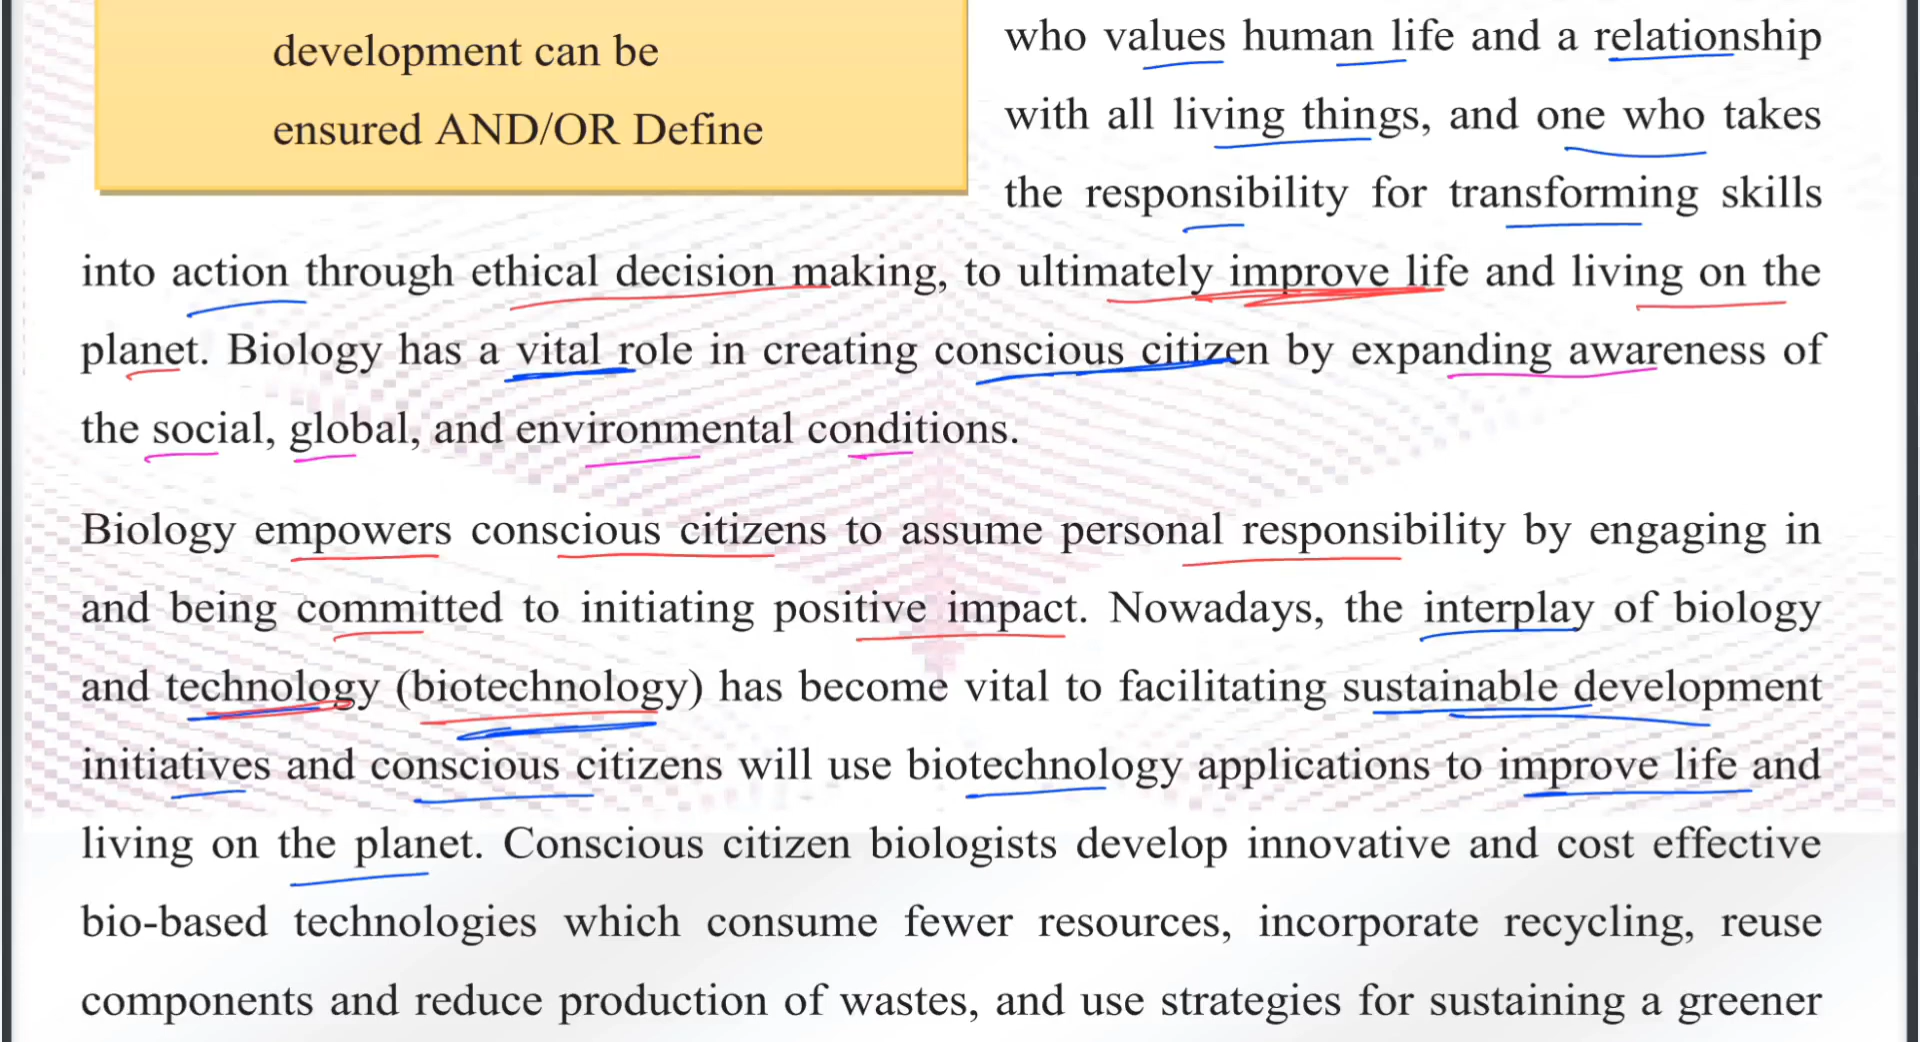 development can be
ensured AND/OR Define
who values human life and a relationship
with all living things, and one who takes
the responsibility for transforming skills
into action through ethical decision making, to ultimately improve life and living on the
planet. Biology has a vital role in creating conscious citizen by expanding awareness of
the social, global, and environmental conditions.
Biology empowers conscious citizens to assume personal responsibility by engaging in
and being committed to initiating positive impact. Nowadays, the interplay of biology
and technology (biotechnology) has become vital to facilitating sustainable development
initiatives and conscious citizens will use biotechnology applications to improve life and
living on the planet. Conscious citizen biologists develop innovative and cost effective
bio-based technologies which consume fewer resources, incorporate recycling, reuse
components and reduce production of wastes, and use strategies for sustaining a greener